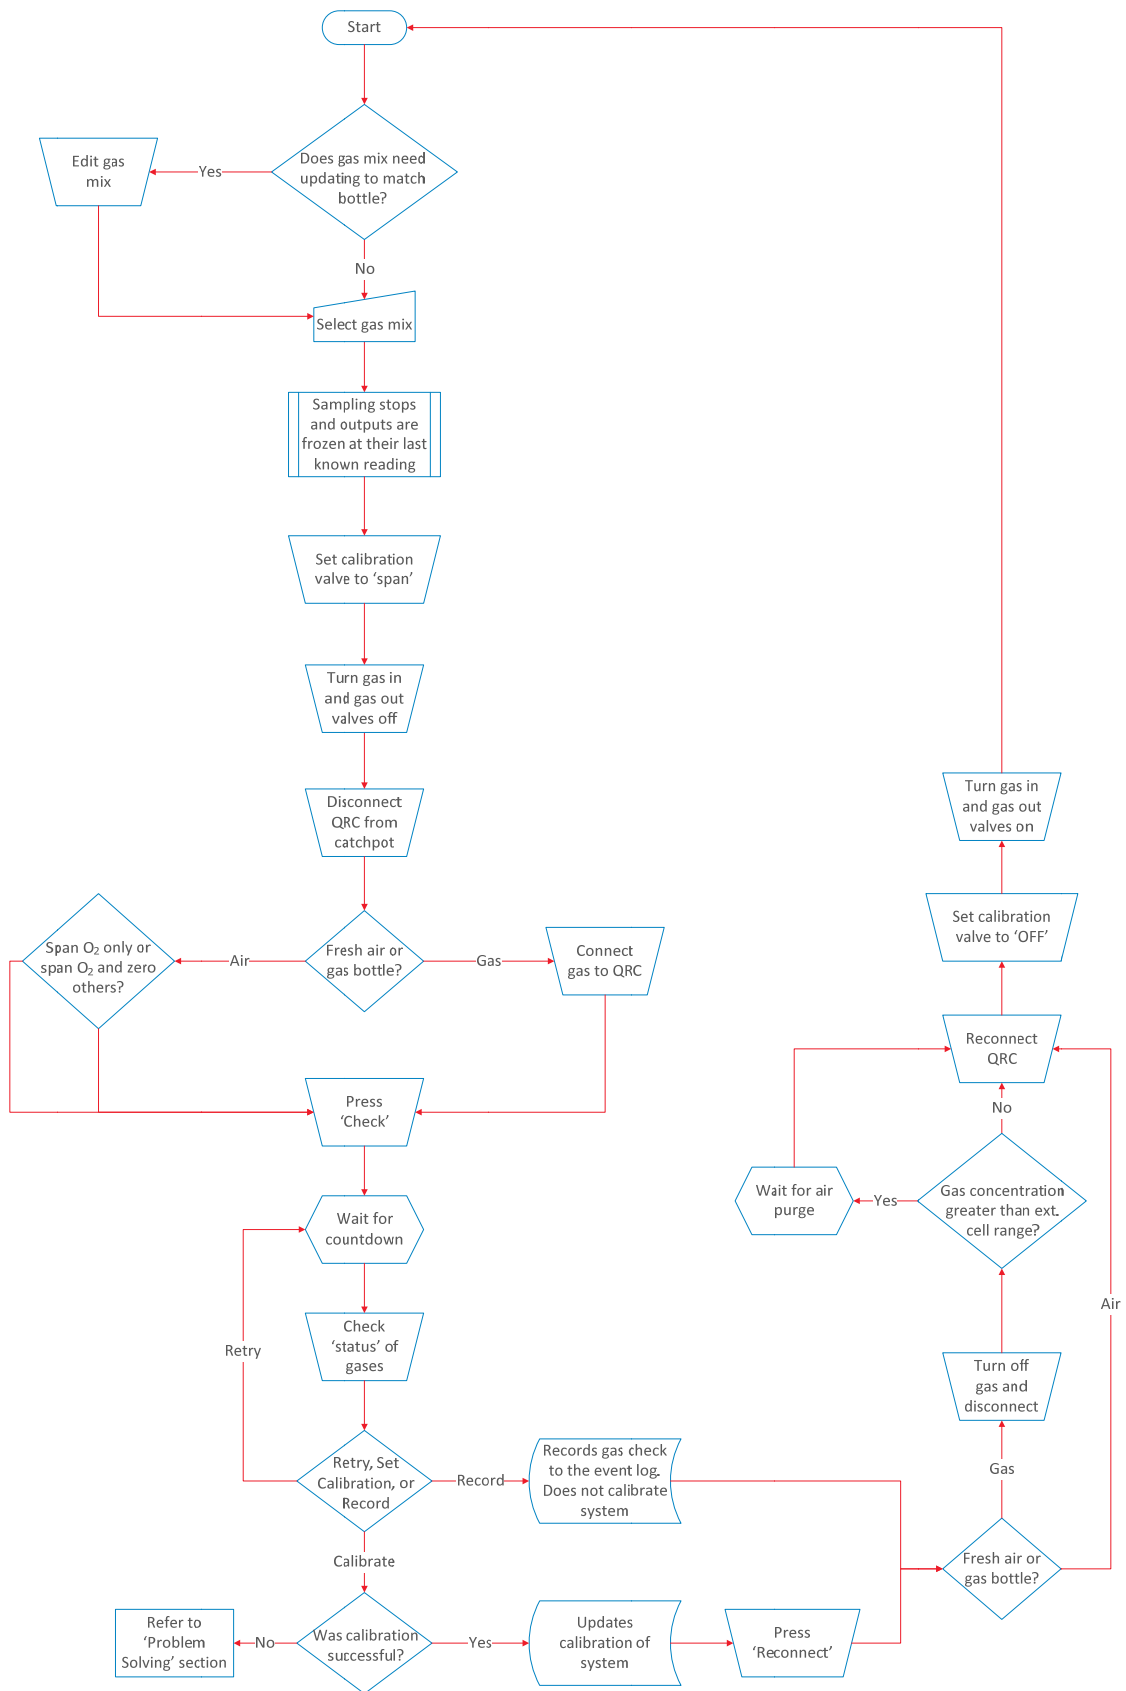 Start
Does gas mix need
updating to match
bottle?
Yes
Edit gas
mix
No
Select gas mix
Sampling stops
and outputs are
frozen at their last
known reading
Set calibration
valve to ‘span’
Turn gas in
and gas out
valves off
Disconnect
QRC from
catchpot
Fresh air or
gas bottle?
Air
Span O₂ only or
span O₂ and zero
others?
Gas
Connect
gas to QRC
Press
‘Check’
Wait for
countdown
Check
‘status’ of
gases
Retry
Retry, Set
Calibration, or
Record
Record
Records gas check
to the event log.
Does not calibrate
system
Calibrate
Was calibration
successful?
No
Refer to
‘Problem
Solving’ section
Yes
Updates
calibration of
system
Press
‘Reconnect’
Fresh air or
gas bottle?
Gas
Air
Turn off
gas and
disconnect
Gas concentration
greater than ext.
cell range?
Yes
Wait for air
purge
No
Reconnect
QRC
Set calibration
valve to ‘OFF’
Turn gas in
and gas out
valves on